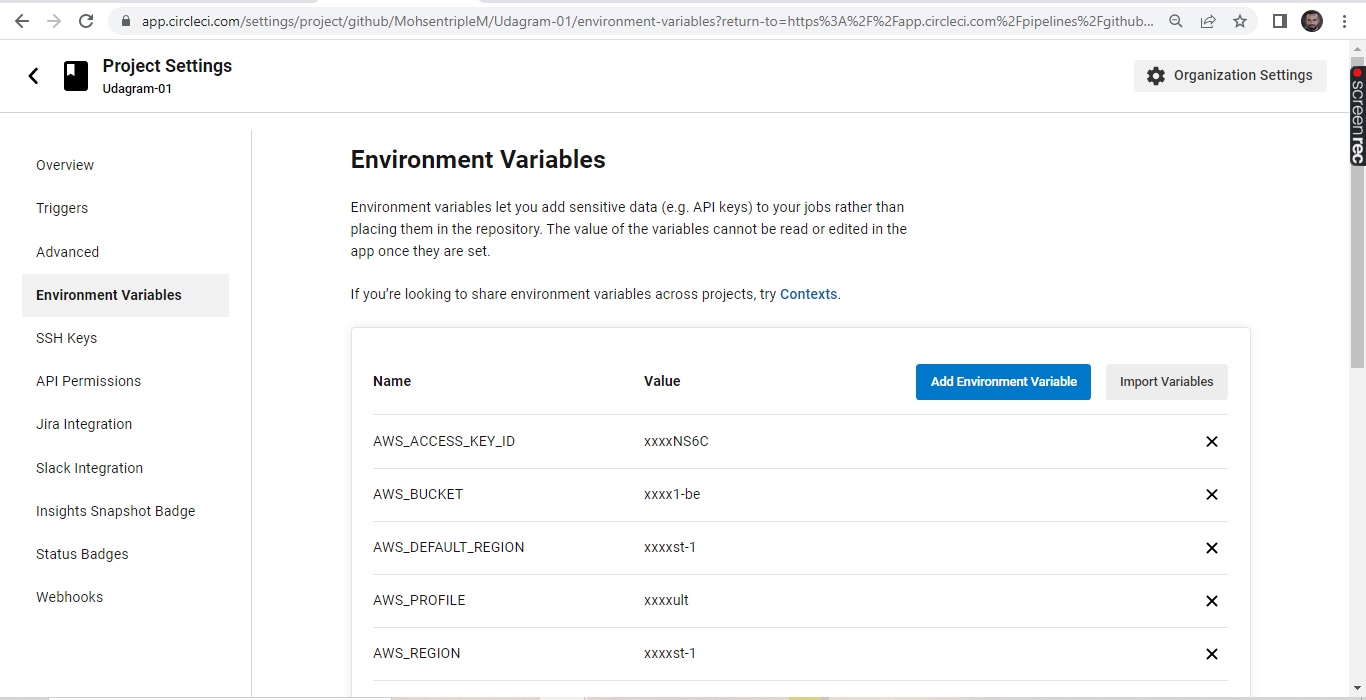 app.circleci.com/settings/project/github/MohsentripleM/Udagram-01/environment-variables?return-to=https%3A%2F%2Fapp.circleci.com%2Fpipelines%2Fgithub...
Project Settings
Udagram-01
Organization Settings
screenrec
Overview
Triggers
Advanced
Environment Variables
SSH Keys
API Permissions
Jira Integration
Slack Integration
Insights Snapshot Badge
Status Badges
Webhooks
Environment Variables
Environment variables let you add sensitive data (e.g. API keys) to your jobs rather than
placing them in the repository. The value of the variables cannot be read or edited in the
app once they are set.
If you’re looking to share environment variables across projects, try Contexts.
Name Value Add Environment Variable Import Variables
AWS_ACCESS_KEY_ID xxxxNS6C
AWS_BUCKET xxxx1-be
AWS_DEFAULT_REGION xxxxst-1
AWS_PROFILE xxxxult
AWS_REGION xxxxst-1